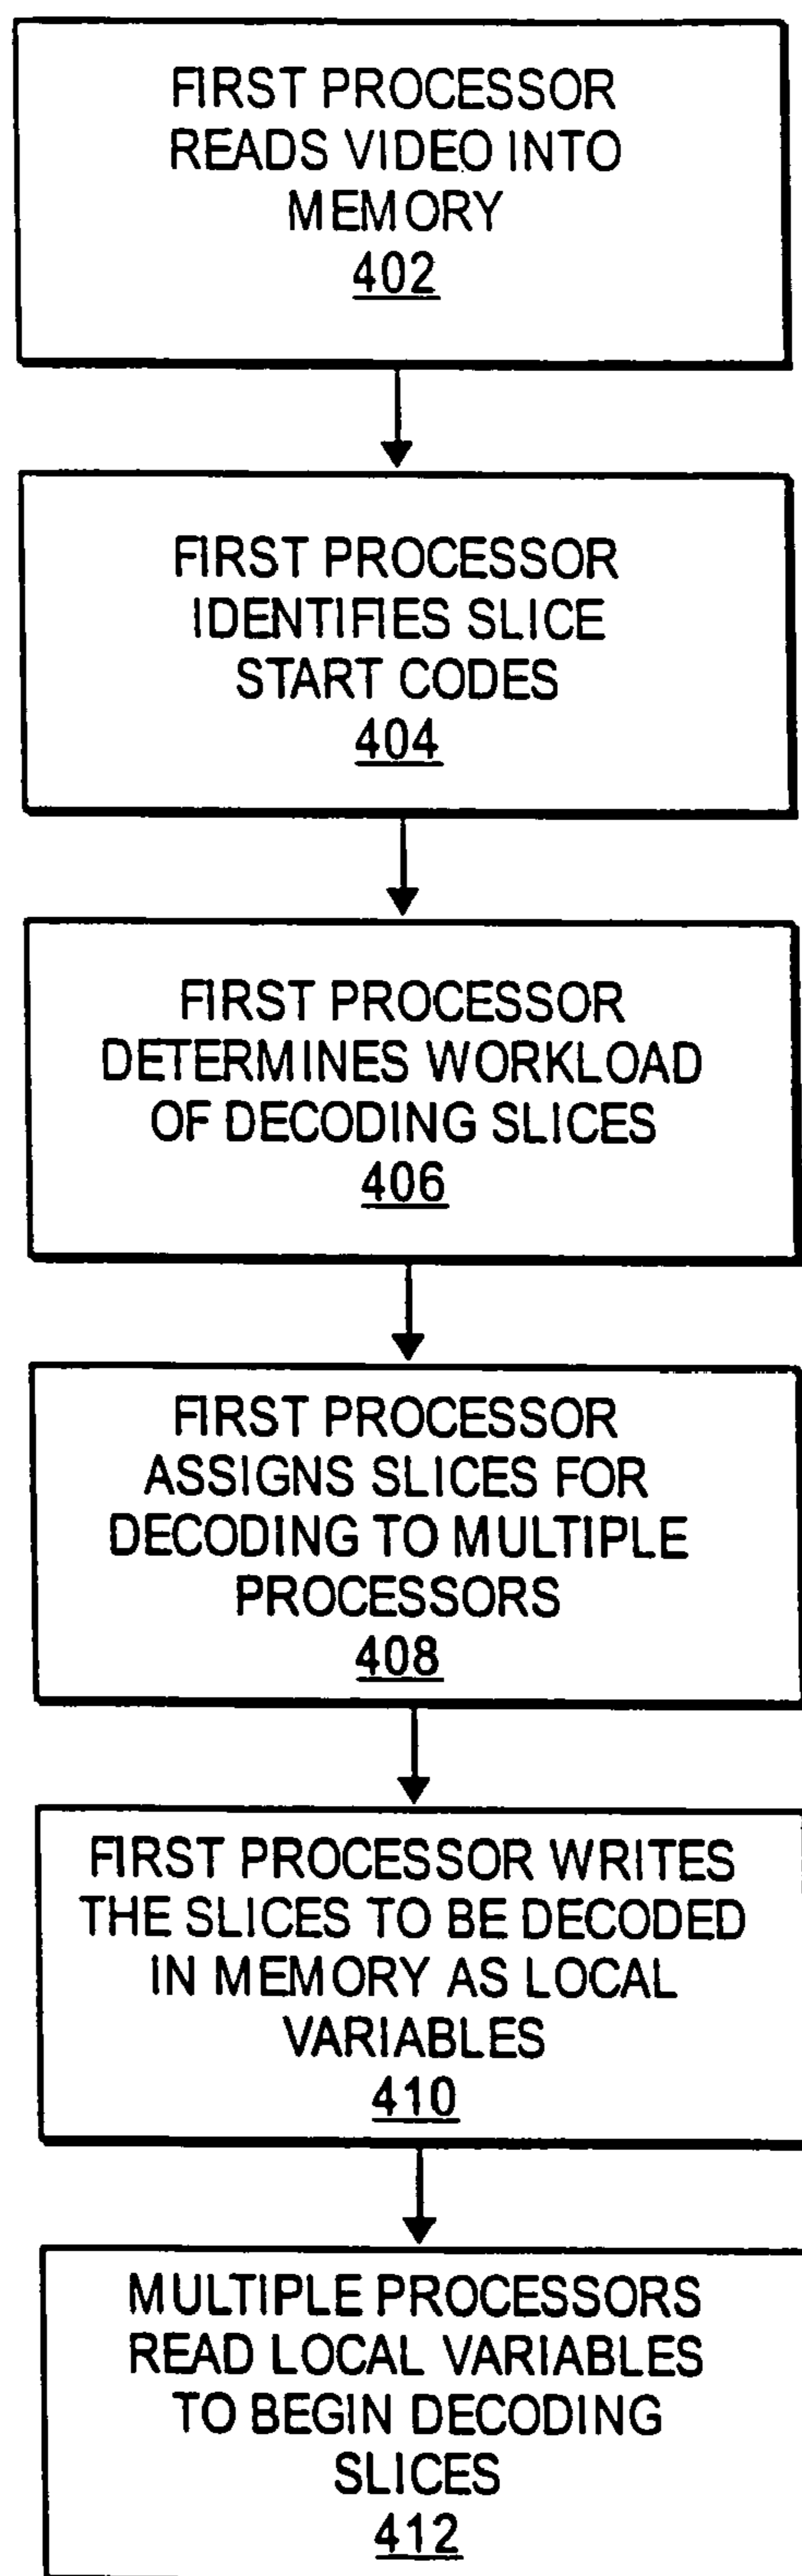 FIRST PROCESSOR
READS VIDEO INTO
MEMORY
402
FIRST PROCESSOR
IDENTIFIES SLICE
START CODES
404
FIRST PROCESSOR
DETERMINES WORKLOAD
OF DECODING SLICES
406
FIRST PROCESSOR
ASSIGNS SLICES FOR
DECODING TO MULTIPLE
PROCESSORS
408
FIRST PROCESSOR WRITES
THE SLICES TO BE DECODED
IN MEMORY AS LOCAL
VARIABLES
410
MULTIPLE PROCESSORS
READ LOCAL VARIABLES
TO BEGIN DECODING
SLICES
412